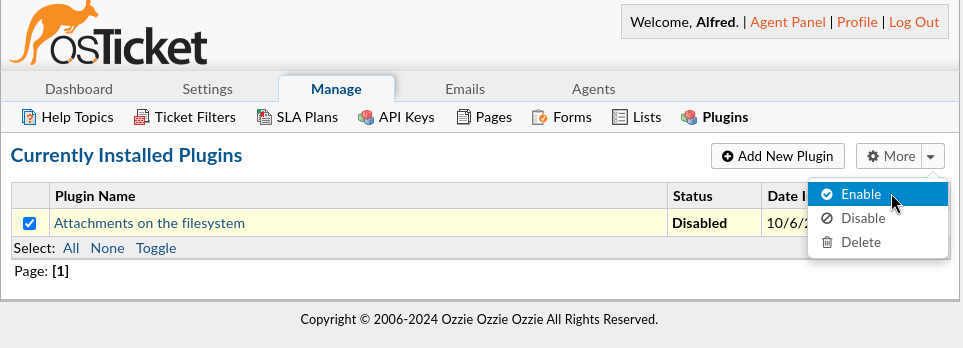 osTicket
Welcome, Alfred. | Agent Panel | Profile | Log Out
Dashboard Settings Manage Emails Agents
Help Topics Ticket Filters SLA Plans API Keys Pages Forms Lists Plugins
Currently Installed Plugins
Add New Plugin More
Plugin Name Status Date I
Enable
Attachments on the filesystem Disabled 10/6/2
Disable
Select: All None Toggle
Delete
Page: [1]
Copyright © 2006-2024 Ozzie Ozzie Ozzie All Rights Reserved.